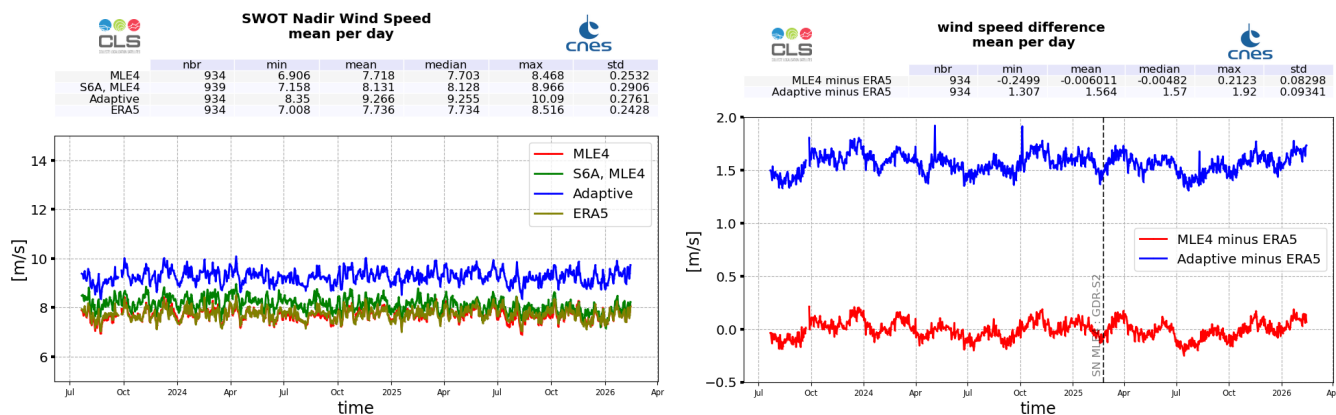 SWOT Nadir Wind Speed
mean per day
CLS
cnes
nbr min mean median max std
MLE4 934 6.906 7.718 7.703 8.468 0.2532
S6A, MLE4 939 7.158 8.131 8.128 8.966 0.2906
Adaptive 934 8.35 9.266 9.255 10.09 0.2761
ERA5 934 7.008 7.736 7.734 8.516 0.2428
14
12
10
8
6
[m/s]
MLE4
S6A, MLE4
Adaptive
ERA5
Jul Oct 2024 Apr Jul Oct 2025 Apr Jul Oct 2026 Apr
time
wind speed difference
mean per day
CLS
cnes
nbr min mean median max std
MLE4 minus ERA5 934 -0.2499 -0.006011 -0.00482 0.2123 0.08298
Adaptive minus ERA5 934 1.307 1.564 1.57 1.92 0.09341
2.0
1.5
1.0
0.5
0.0
−0.5
[m/s]
MLE4 minus ERA5
Adaptive minus ERA5
GDR-S2
Jul Oct 2024 Apr Jul Oct 2025 Apr Jul Oct 2026 Apr
time